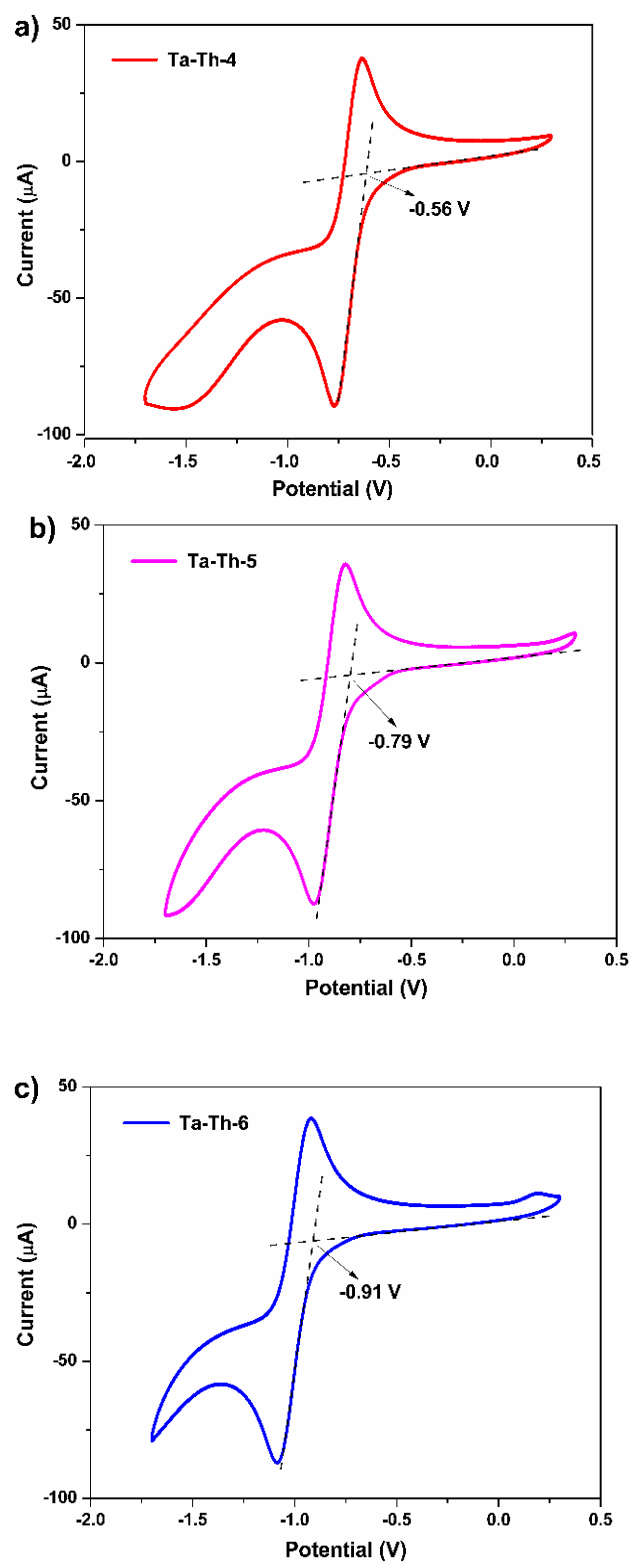 a)
Ta-Th-4
50
0
-50
-100
-0.56 V
Current (μA)
-2.0 -1.5 -1.0 -0.5 0.0 0.5
Potential (V)
b)
Ta-Th-5
50
0
-50
-100
-0.79 V
Current (μA)
-2.0 -1.5 -1.0 -0.5 0.0 0.5
Potential (V)
c)
Ta-Th-6
50
0
-50
-100
-0.91 V
Current (μA)
-2.0 -1.5 -1.0 -0.5 0.0 0.5
Potential (V)